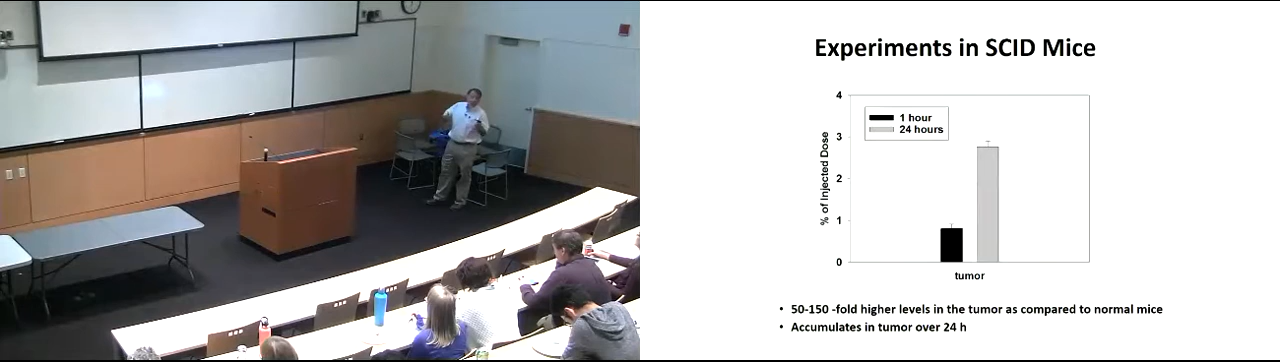 Experiments in SCID Mice
4
3
2
1
0
% of Injected Dose
1 hour
24 hours
tumor
• 50-150 -fold higher levels in the tumor as compared to normal mice
• Accumulates in tumor over 24 h